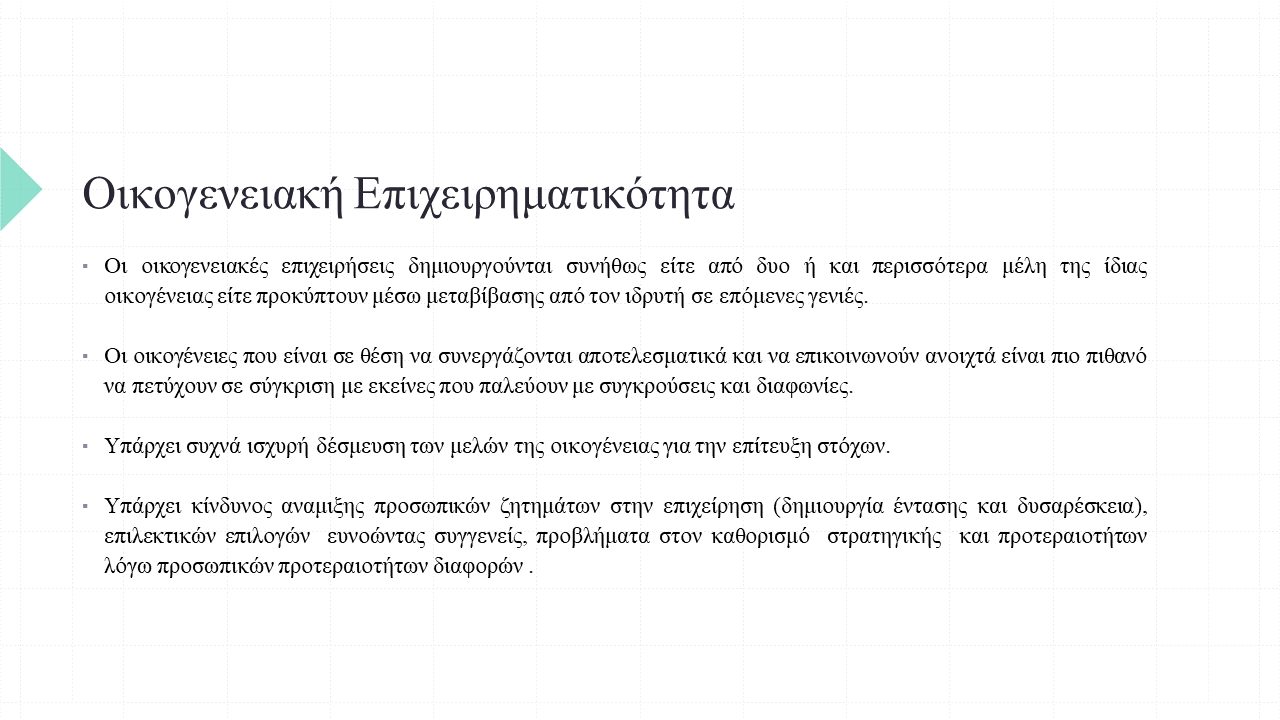 Οικογενειακή Επιχειρηματικότητα
▪ Οι οικογενειακές επιχειρήσεις δημιουργούνται συνήθως είτε από δυο ή και περισσότερα μέλη της ίδιας
οικογένειας είτε προκύπτουν μέσω μεταβίβασης από τον ιδρυτή σε επόμενες γενιές.
▪ Οι οικογένειες που είναι σε θέση να συνεργάζονται αποτελεσματικά και να επικοινωνούν ανοιχτά είναι πιο πιθανό
να πετύχουν σε σύγκριση με εκείνες που παλεύουν με συγκρούσεις και διαφωνίες.
▪ Υπάρχει συχνά ισχυρή δέσμευση των μελών της οικογένειας για την επίτευξη στόχων.
▪ Υπάρχει κίνδυνος αναμιξης προσωπικών ζητημάτων στην επιχείρηση (δημιουργία έντασης και δυσαρέσκεια),
επιλεκτικών επιλογών ευνοώντας συγγενείς, προβλήματα στον καθορισμό στρατηγικής και προτεραιοτήτων
λόγω προσωπικών προτεραιοτήτων διαφορών .